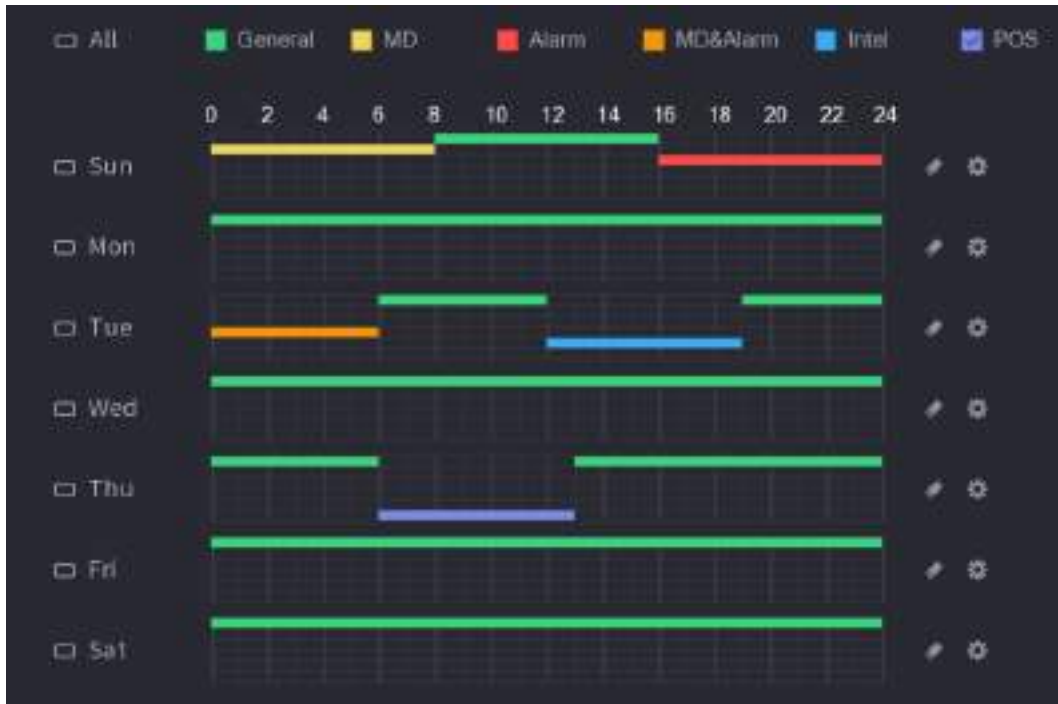 All General MD Alarm MD&Alarm Intel POS
0 2 4 6 8 10 12 14 16 18 20 22 24
Sun
Mon
Tue
Wed
Thu
Fri
Sat